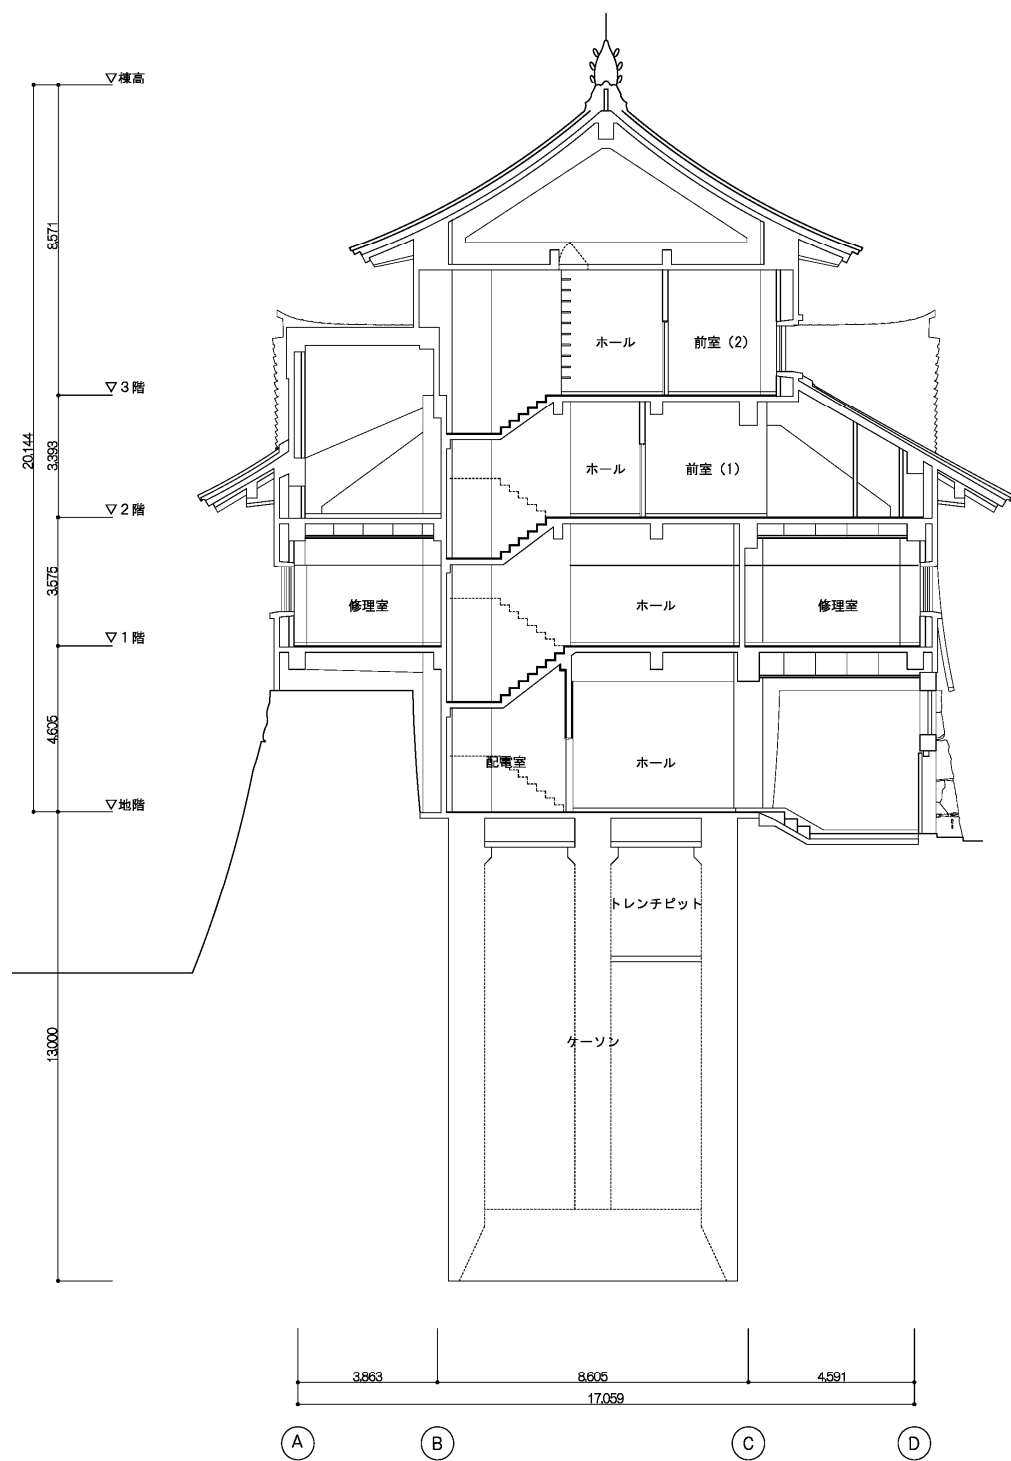 ▽棟高
8,571
ホール
前室(2)
▽3階
20,144
3,393
ホール
前室(1)
▽2階
3,575
修理室
ホール
修理室
▽1階
4,605
配電室
ホール
▽地階
トレンチピット
13,000
ケーソン
3,863
8,605
4,591
17,059
A
B
C
D